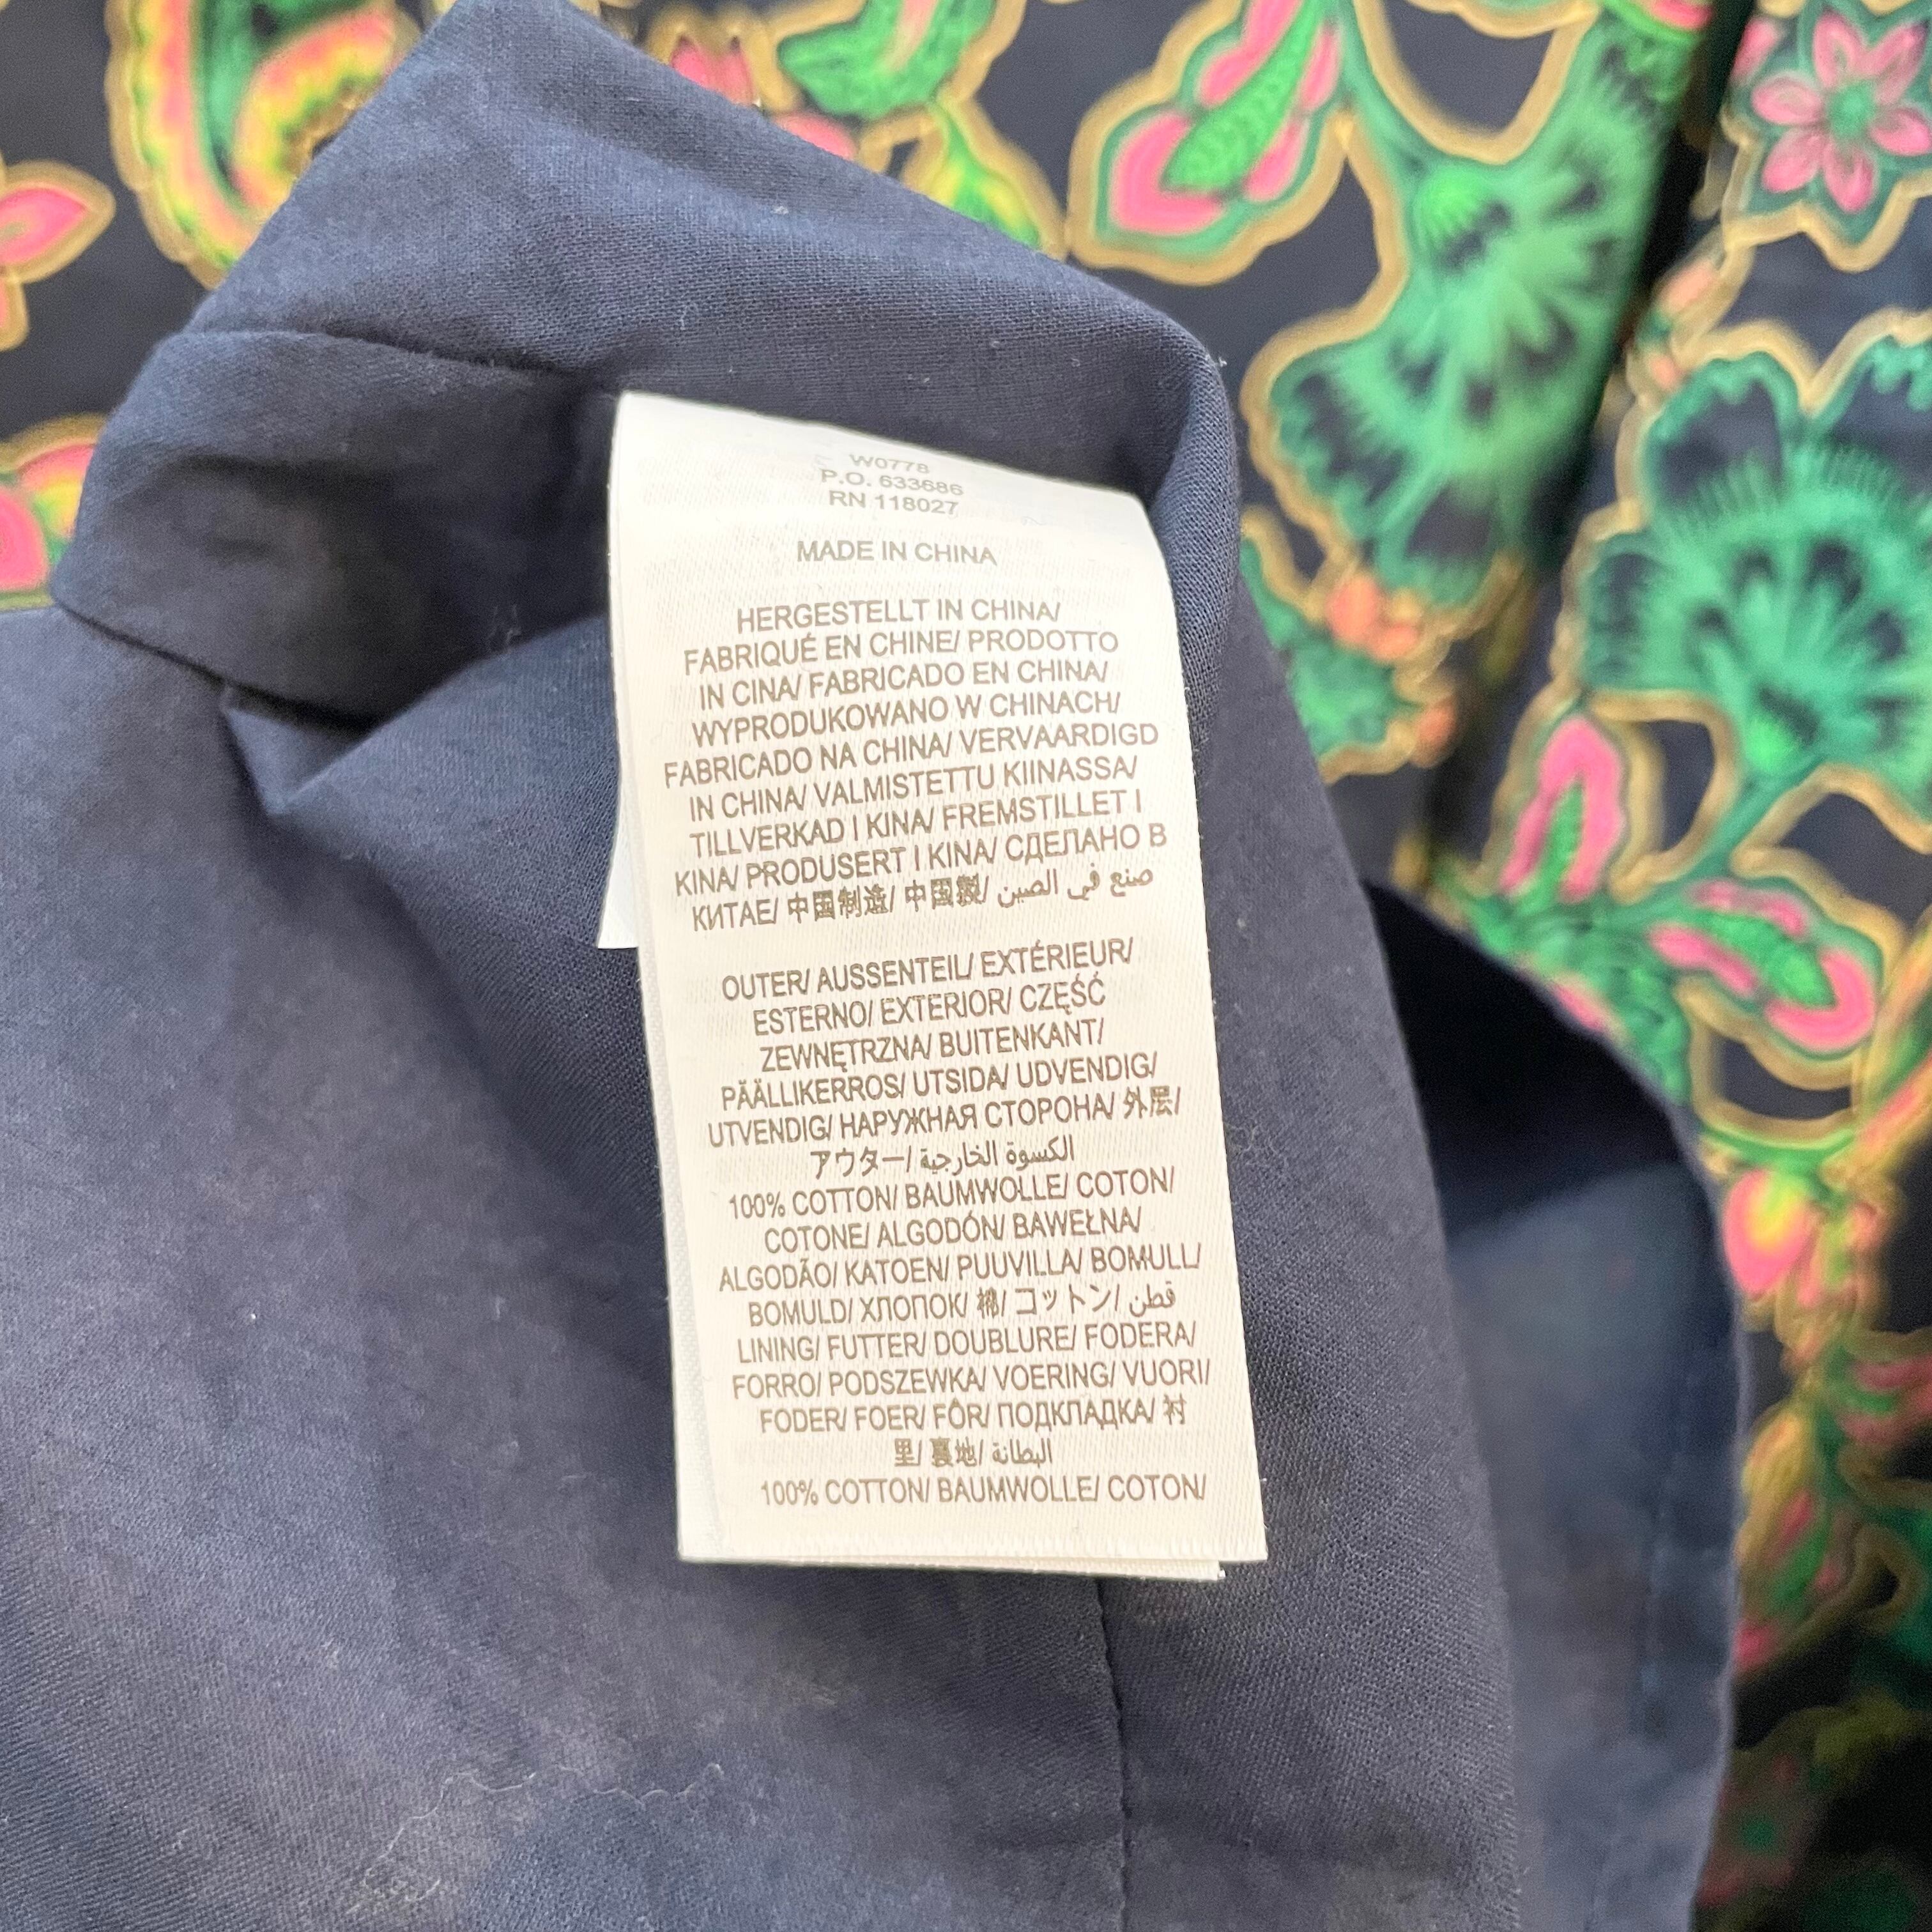 W0778
P.O. 633686
RN 118027
MADE IN CHINA
HERGESTELLT IN CHINA/
FABRIQUÉ EN CHINE/ PRODOTTO
IN CINA/ FABRICADO EN CHINA/
WYPRODUKOWANO W CHINACH/
FABRICADO NA CHINA/ VERVAARDIGD
IN CHINA/ VALMISTETTU KIINASSA/
TILLVERKAD I KINA/ FREMSTILLET I
KINA/ PRODUSERT I KINA/ СДЕЛАНО В
КИТАЕ/ 中国制造/ 中国製/ صنع في الصين
OUTER/ AUSSENTEIL/ EXTÉRIEUR/
ESTERNO/ EXTERIOR/ CZĘŚĆ
ZEWNĘTRZNA/ BUITENKANT/
PÄÄLLIKERROS/ UTSIDA/ UDVENDIG/
UTVENDIG/ НАРУЖНАЯ СТОРОНА/ 外层/
アウター/ الكسوة الخارجية
100% COTTON/ BAUMWOLLE/ COTON/
COTONE/ ALGODÓN/ BAWEŁNA/
ALGODÃO/ KATOEN/ PUUVILLA/ BOMULL/
BOMULD/ ХЛОПОК/ 棉/ コットン/ قطن
LINING/ FUTTER/ DOUBLURE/ FODERA/
FORRO/ PODSZEWKA/ VOERING/ VUORI/
FODER/ FOER/ FÔR/ ПОДКЛАДКА/ 衬
里/ 裏地/ البطانة
100% COTTON/ BAUMWOLLE/ COTON/